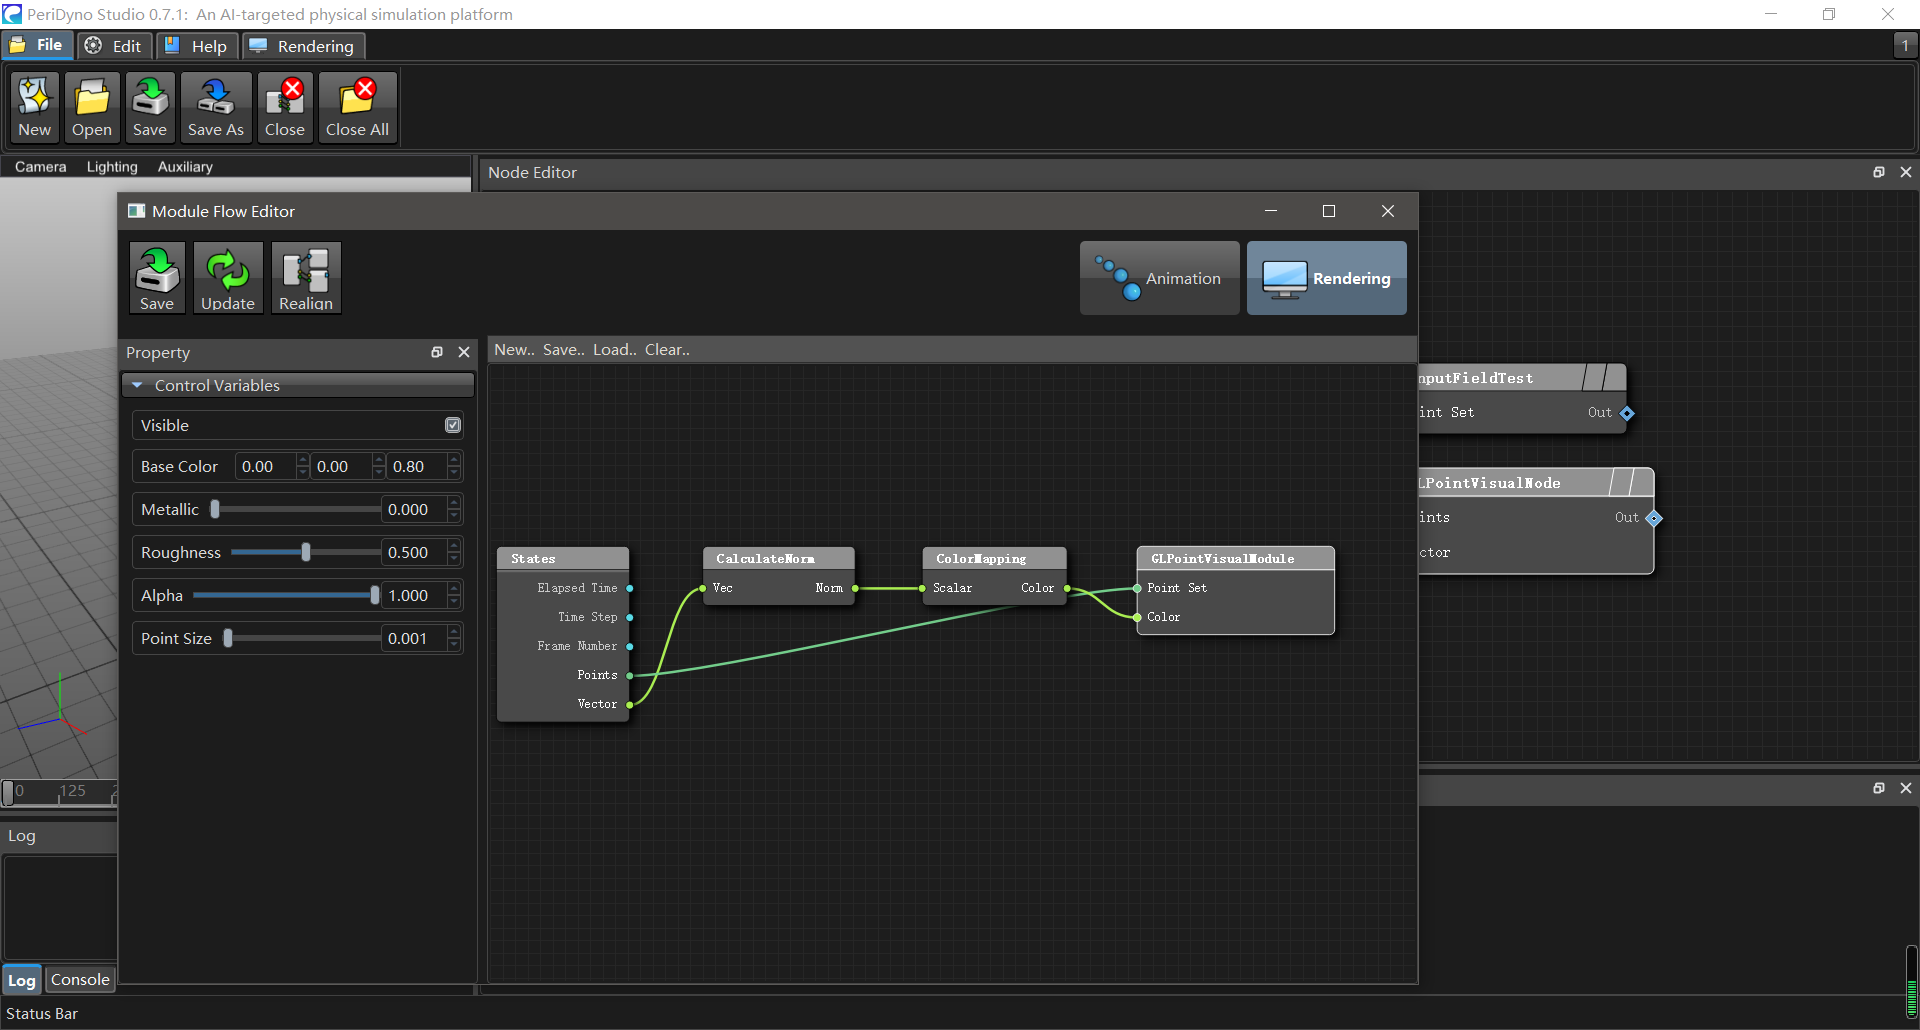 PeriDyno Studio 0.7.1: An AI-targeted physical simulation platform
File
Edit
Help
Rendering
1
New
Open
Save
Save As
Close
Close All
Camera
Lighting
Auxiliary
Node Editor
Module Flow Editor
Save
Update
Realign
Animation
Rendering
Property
New.. Save.. Load.. Clear..
Control Variables
Visible
Base Color 0.00 0.00 0.80
Metallic 0.000
Roughness 0.500
Alpha 1.000
Point Size 0.001
States
Elapsed Time
Time Step
Frame Number
Points
Vector
CalculateNorm
Vec Norm
ColorMapping
Scalar Color
GLPointVisualModule
Point Set
Color
nputFieldTest
int Set Out
LPointVisualNode
ints Out
ctor
0 125 2
Log
Log
Console
Status Bar